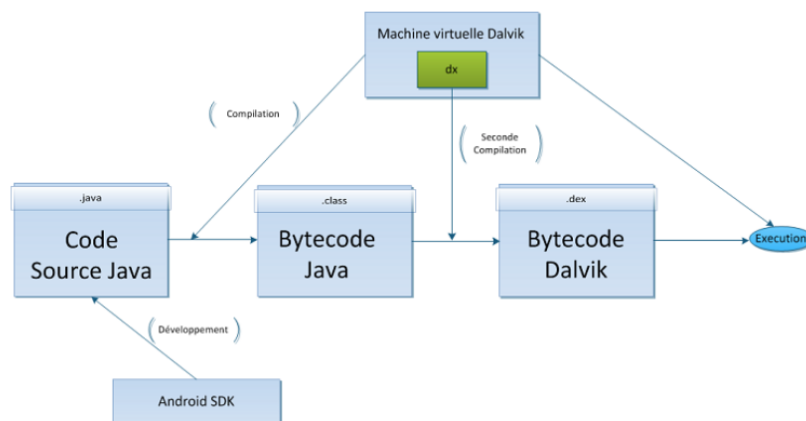 Machine virtuelle Dalvik
dx
Compilation
Seconde
Compilation
.java
Code
Source Java
.class
Bytecode
Java
.dex
Bytecode
Dalvik
Execution
Développement
Android SDK